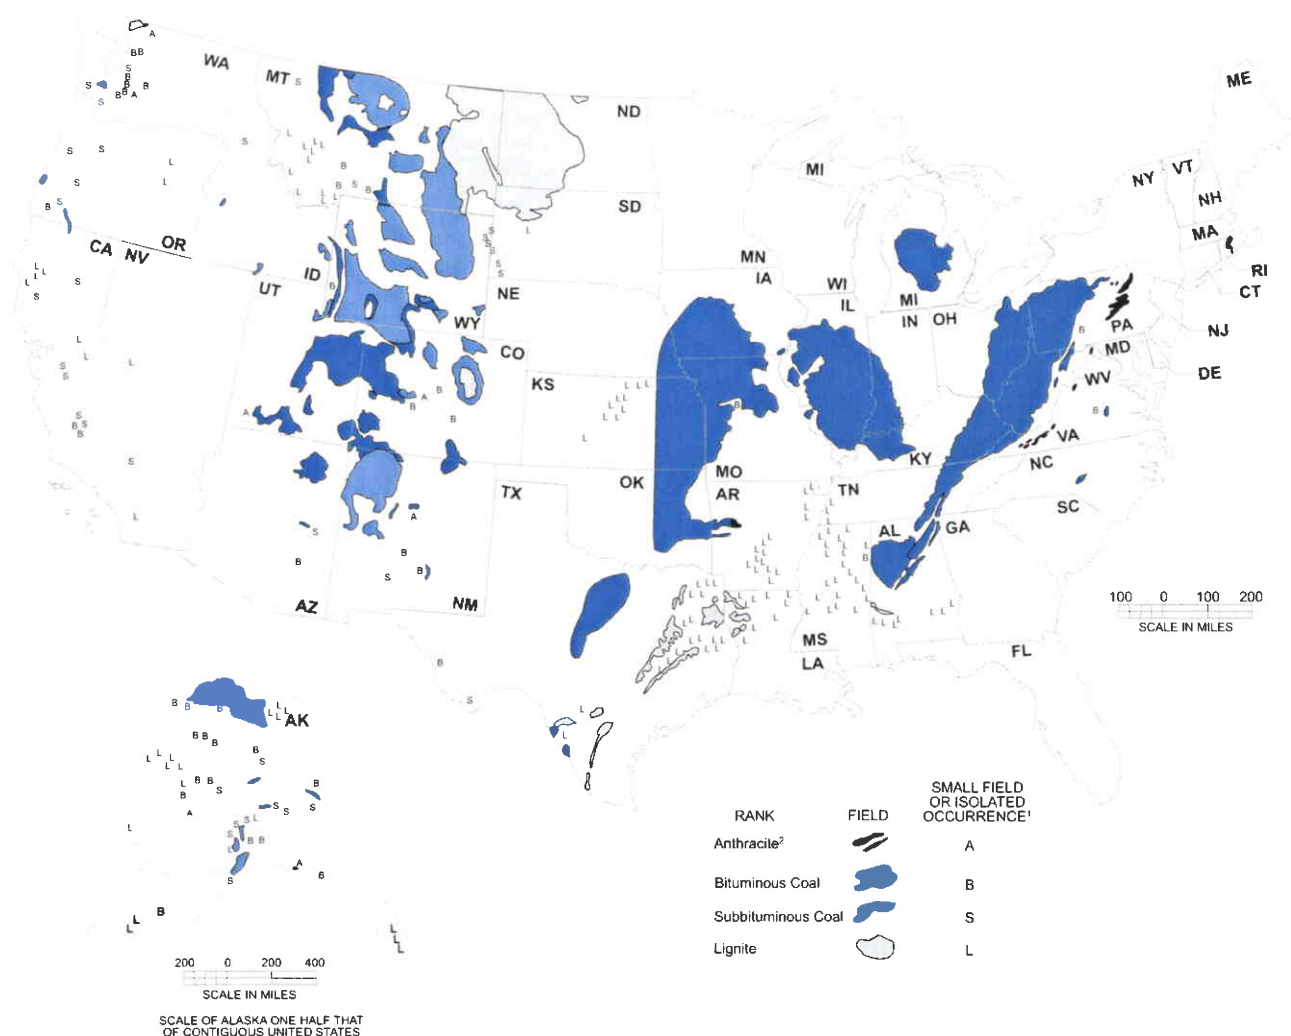 WA
MT
ND
ME
MI
VT
NY
NH
SD
MA
CA
NV
OR
MN
IA
WI
IL
MI
IN
OH
RI
CT
ID
UT
NE
WY
PA
NJ
MD
CO
KS
DE
WV
VA
MO
KY
NC
OK
AR
TN
TX
SC
AL
GA
AZ
NM
MS
LA
FL
AK
100 0 100 200
SCALE IN MILES
RANK FIELD SMALL FIELD
OR ISOLATED
OCCURRENCE¹
Anthracite² A
Bituminous Coal B
Subbituminous Coal S
Lignite L
200 0 200 400
SCALE IN MILES
SCALE OF ALASKA ONE HALF THAT
OF CONTIGUOUS UNITED STATES